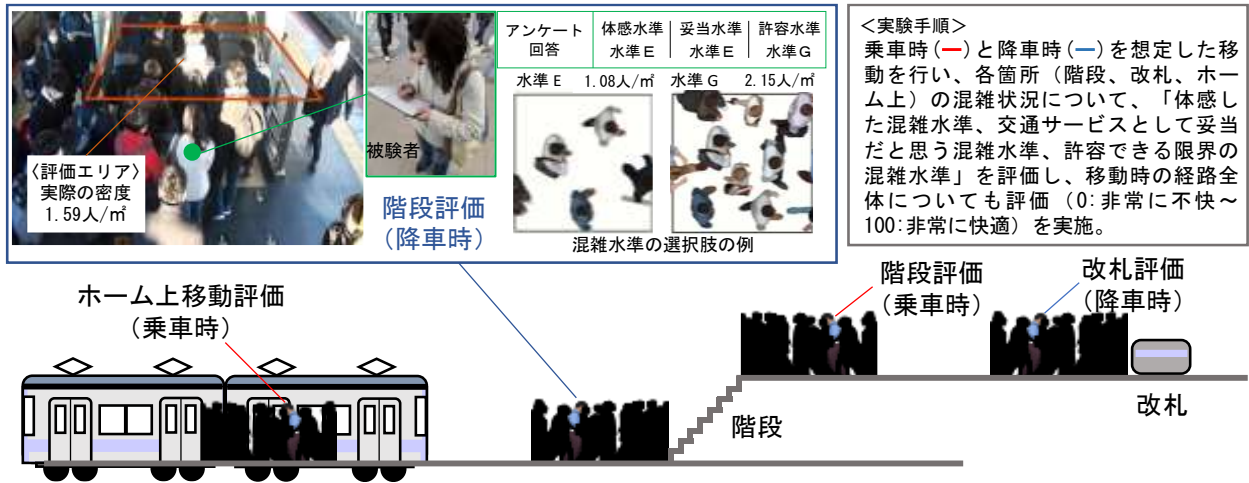 〈評価エリア〉
実際の密度
1.59人/㎡
被験者
アンケート
回答
体感水準
水準E
妥当水準
水準E
許容水準
水準G
水準 E 1.08人/㎡ 水準 G 2.15人/㎡
混雑水準の選択肢の例
階段評価
(降車時)
<実験手順>
乗車時(ー)と降車時(ー)を想定した移
動を行い、各箇所(階段、改札、ホー
ム上)の混雑状況について、「体感し
た混雑水準、交通サービスとして妥当
だと思う混雑水準、許容できる限界の
混雑水準」を評価し、移動時の経路全
体についても評価(0:非常に不快~
100:非常に快適)を実施。
ホーム上移動評価
(乗車時)
階段評価
(乗車時)
改札評価
(降車時)
階段
改札